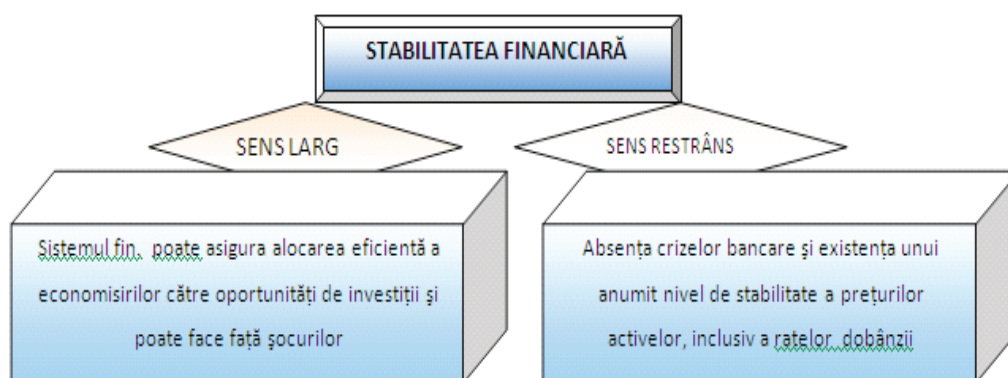 STABILITATEA FINANCIARĂ
SENS LARG
SENS RESTRÂNS
Sistemul fin. poate asigura alocarea eficientă a
economisirilor către oportunități de investiții și
poate face față șocurilor
Absența crizelor bancare și existența unui
anumit nivel de stabilitate a prețurilor
activelor, inclusiv a ratelor dobânzii